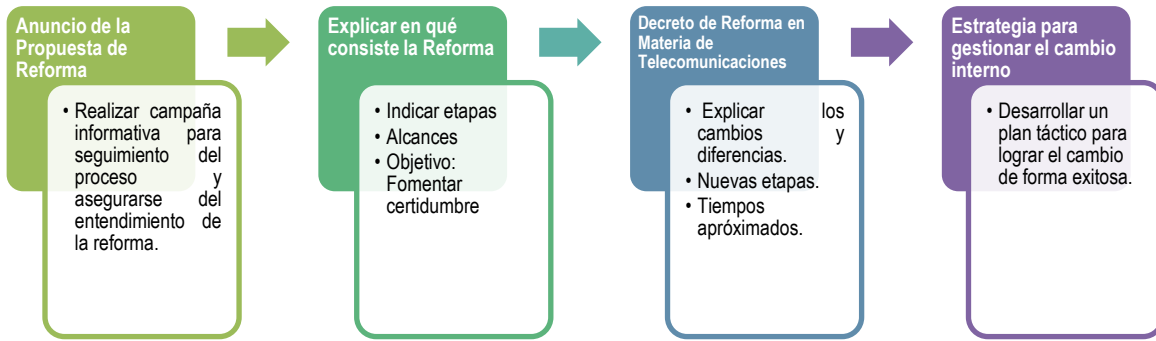 Anuncio de la
Propuesta de
Reforma
• Realizar campaña
informativa para
seguimiento del
proceso y
asegurarse del
entendimiento de
la reforma.
Explicar en qué
consiste la Reforma
• Indicar etapas
• Alcances
• Objetivo:
Fomentar
certidumbre
Decreto de Reforma en
Materia de
Telecomunicaciones
• Explicar los
cambios y
diferencias.
• Nuevas etapas.
• Tiempos
apróximados.
Estrategia para
gestionar el cambio
interno
• Desarrollar un
plan táctico para
lograr el cambio
de forma exitosa.